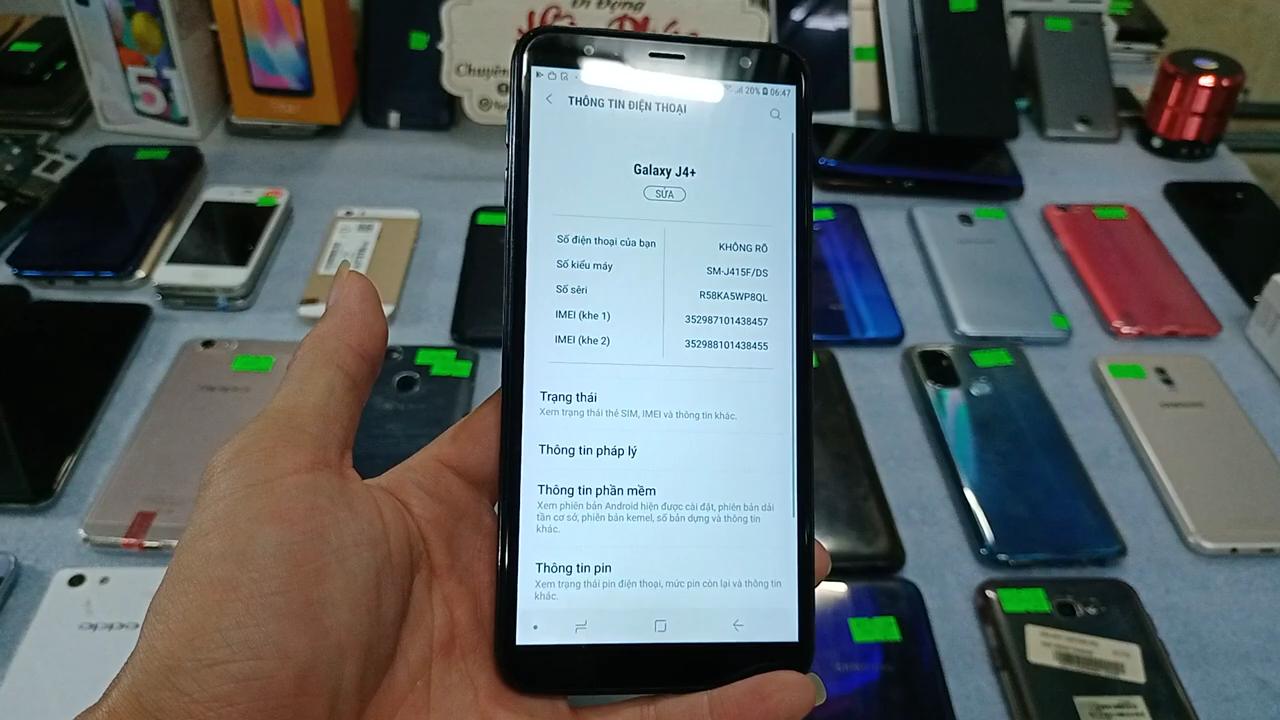 Di Động
Chuyên
20% 06:47
THÔNG TIN ĐIỆN THOẠI
Galaxy J4+
SỬA
Số điện thoại của bạn KHÔNG RÕ
Số kiểu máy SM-J415F/DS
Số sêri R58KA5WP8QL
IMEI (khe 1) 352987101438457
IMEI (khe 2) 352988101438455
Trạng thái
Xem trạng thái thẻ SIM, IMEI và thông tin khác.
Thông tin pháp lý
Thông tin phần mềm
Xem phiên bản Android hiện được cài đặt, phiên bản dải
tần cơ sở, phiên bản kernel, số bản dựng và thông tin
khác.
Thông tin pin
Xem trạng thái pin điện thoại, mức pin còn lại và thông tin
khác.
oppo
SAMSUNG